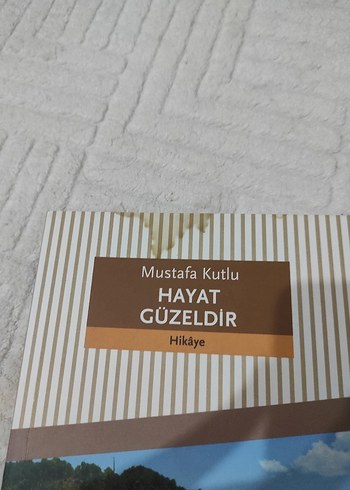 Mustafa Kutlu
HAYAT
GÜZELDİR
Hikâye